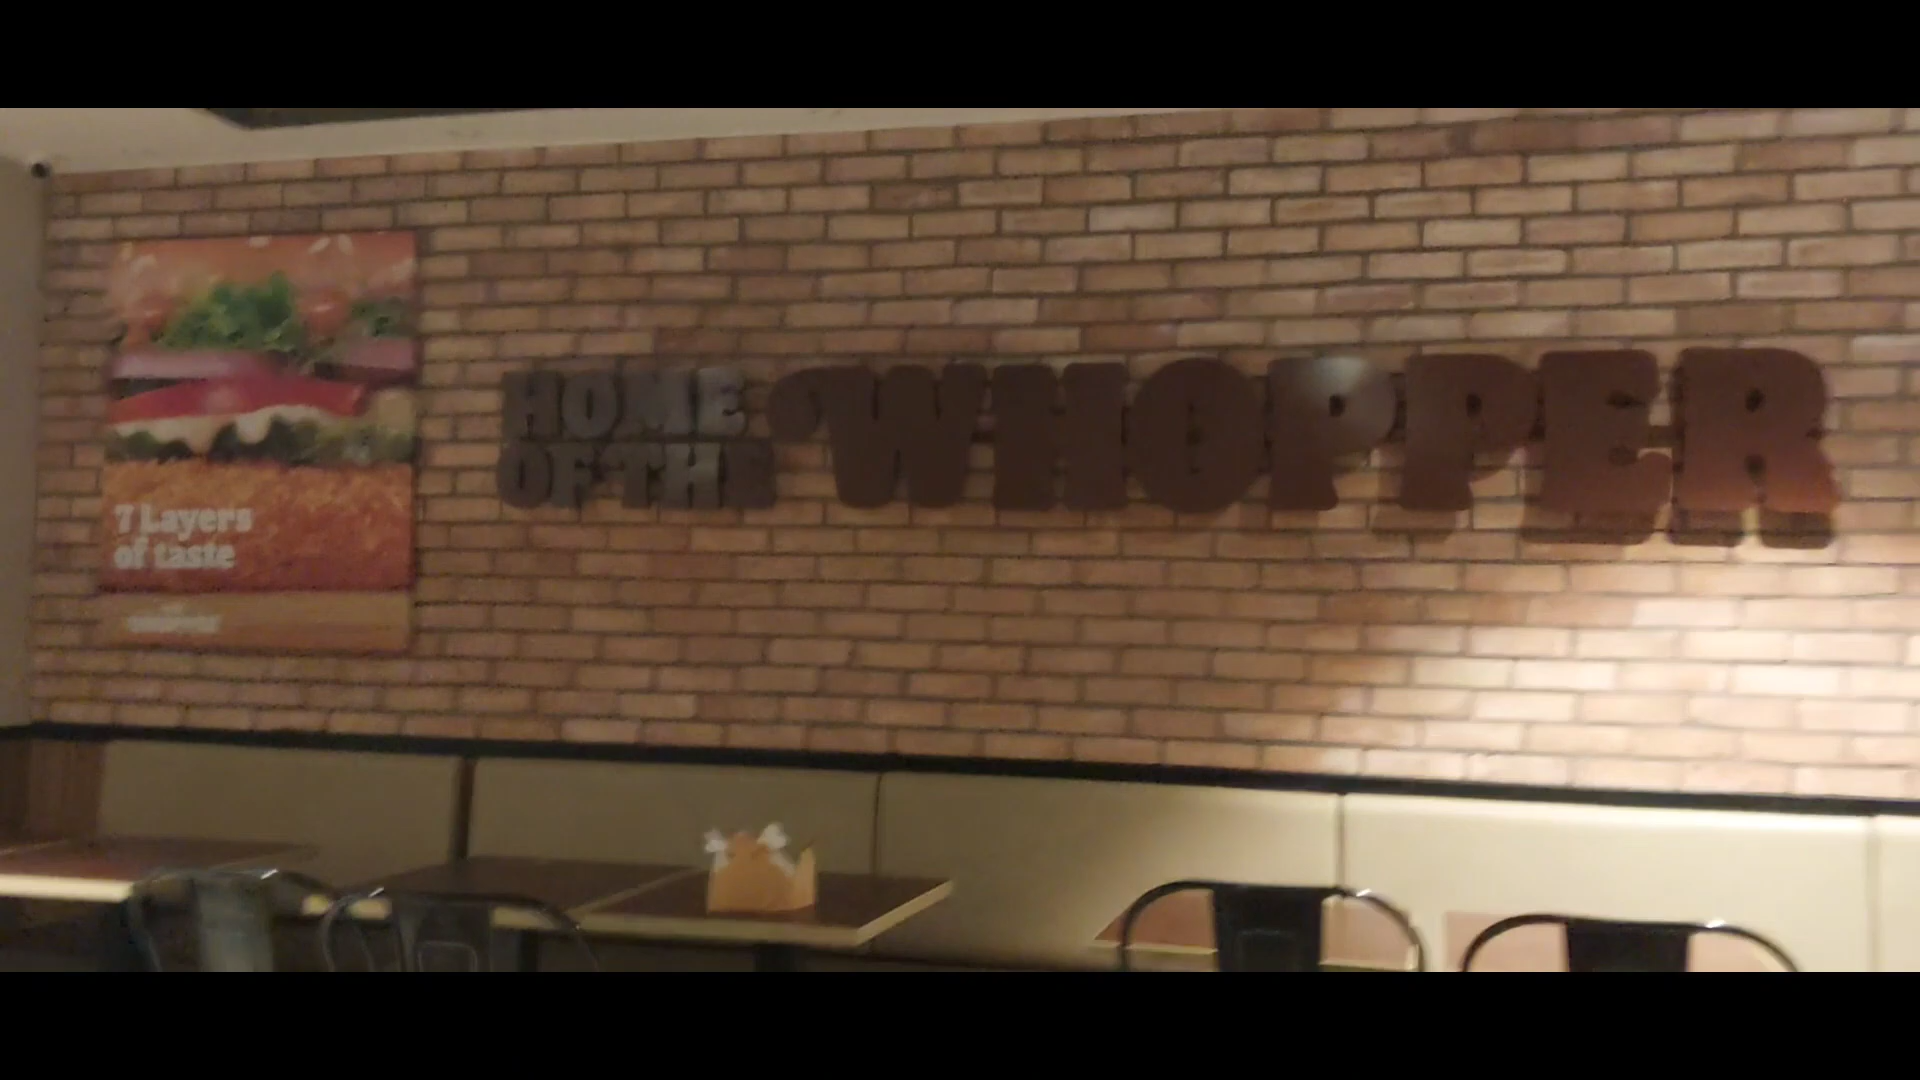 7 Layers
of taste
HOME
OF THE
WHOPPER